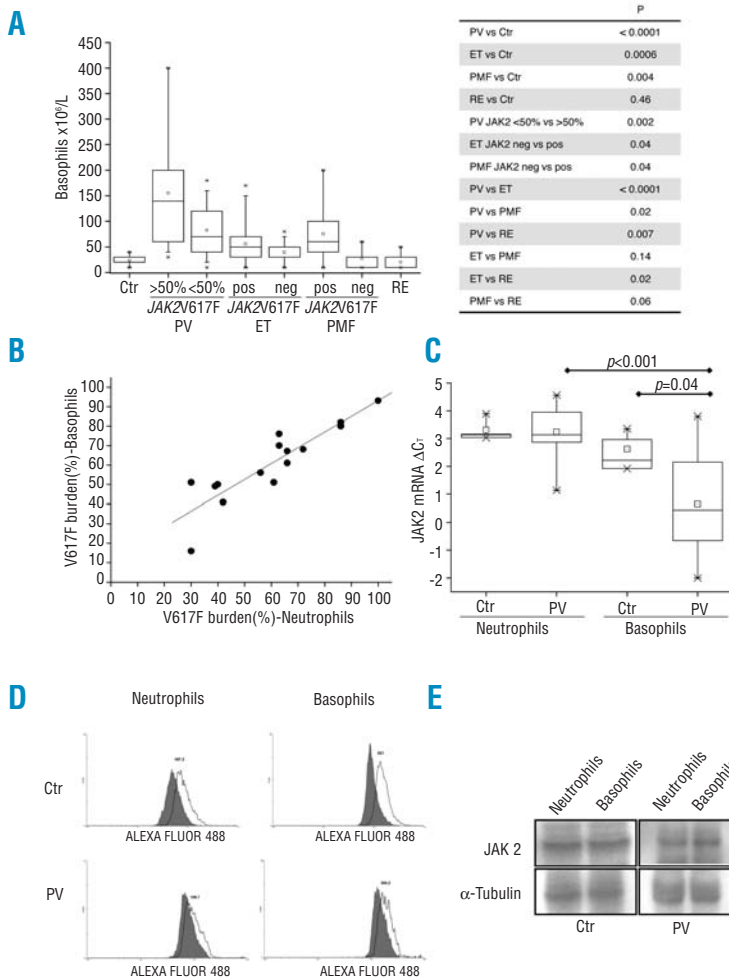 A
Basophils x10⁶/L
450
400
350
300
250
200
150
100
50
0
Ctr
>50% <50%
pos neg
pos neg
RE
JAK2V617F JAK2V617F JAK2V617F
PV ET PMF
P
PV vs Ctr < 0.0001
ET vs Ctr 0.0006
PMF vs Ctr 0.004
RE vs Ctr 0.46
PV JAK2 <50% vs >50% 0.002
ET JAK2 neg vs pos 0.04
PMF JAK2 neg vs pos 0.04
PV vs ET < 0.0001
PV vs PMF 0.02
PV vs RE 0.007
ET vs PMF 0.14
ET vs RE 0.02
PMF vs RE 0.06
B
V617F burden(%)-Basophils
100
90
80
70
60
50
40
30
20
10
0
0 10 20 30 40 50 60 70 80 90 100
V617F burden(%)-Neutrophils
C
p<0.001
p=0.04
JAK2 mRNA ΔCT
5
4
3
2
1
0
-1
-2
Ctr PV Ctr PV
Neutrophils Basophils
D
Neutrophils Basophils
Ctr
ALEXA FLUOR 488 ALEXA FLUOR 488
PV
ALEXA FLUOR 488 ALEXA FLUOR 488
E
Neutrophils Basophils Neutrophils Basophils
JAK 2
α-Tubulin
Ctr PV